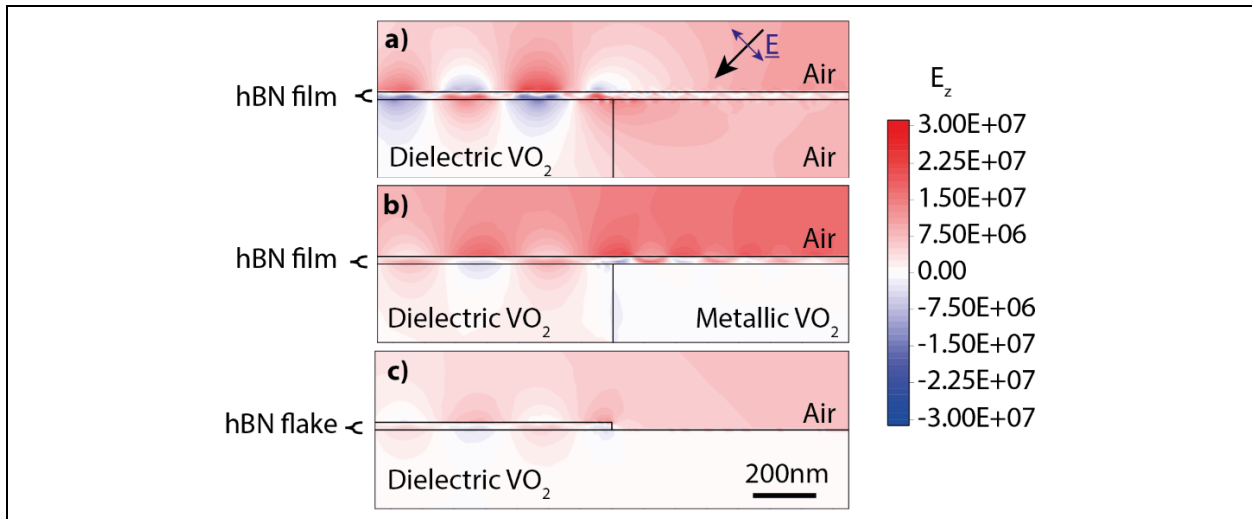 a)
E
Air
hBN film
Dielectric VO2
Air
b)
Air
hBN film
Dielectric VO2
Metallic VO2
c)
Air
hBN flake
Dielectric VO2
200nm
Ez
3.00E+07
2.25E+07
1.50E+07
7.50E+06
0.00
-7.50E+06
-1.50E+07
-2.25E+07
-3.00E+07